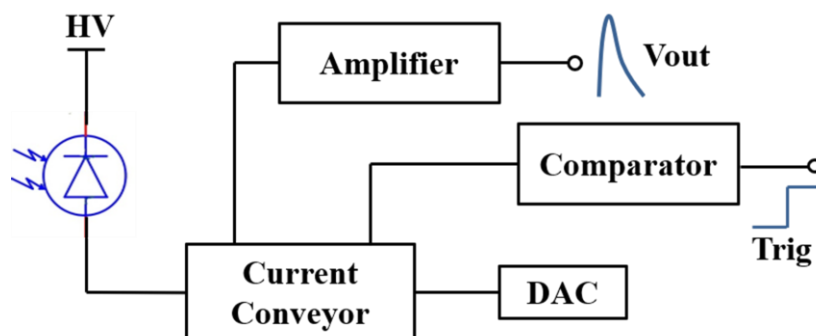 HV
Amplifier
Vout
Comparator
Trig
Current
Conveyor
DAC